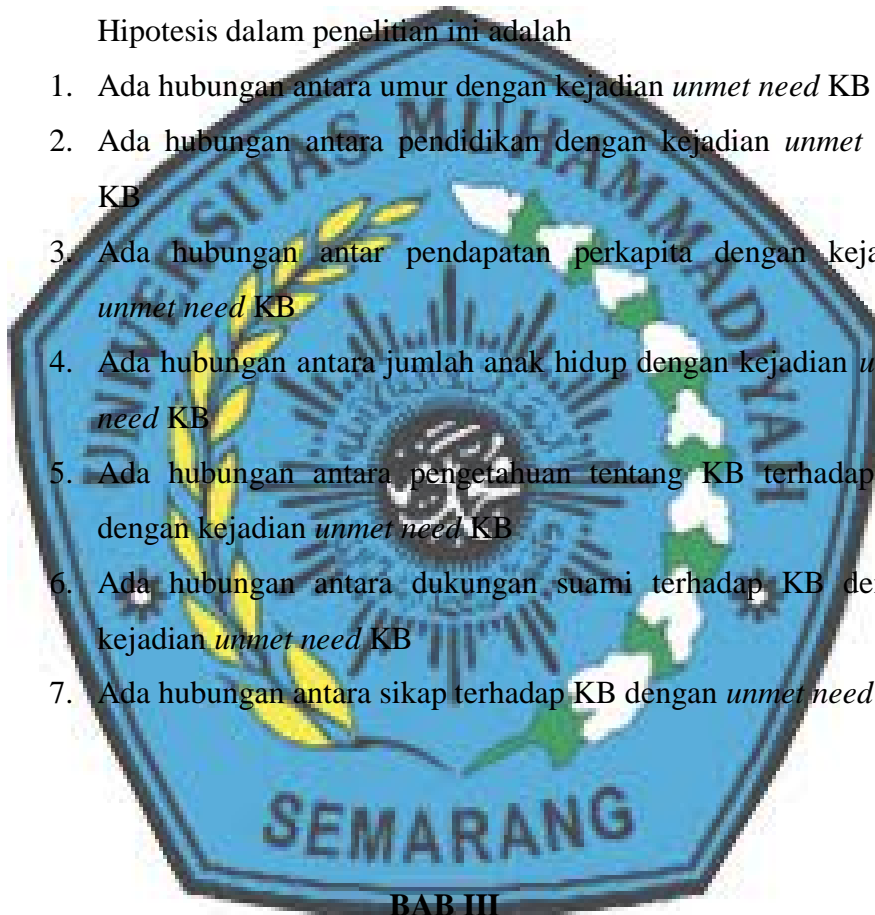 Hipotesis dalam penelitian ini adalah
1. Ada hubungan antara umur dengan kejadian unmet need KB
2. Ada hubungan antara pendidikan dengan kejadian unmet
KB
3. Ada hubungan antar pendapatan perkapita dengan keja
unmet need KB
4. Ada hubungan antara jumlah anak hidup dengan kejadian u
need KB
5. Ada hubungan antara pengetahuan tentang KB terhadap
dengan kejadian unmet need KB
6. Ada hubungan antara dukungan suami terhadap KB de
kejadian unmet need KB
7. Ada hubungan antara sikap terhadap KB dengan unmet need
UNIVERSITAS MUHAMMADIYAH
SEMARANG
BAB III